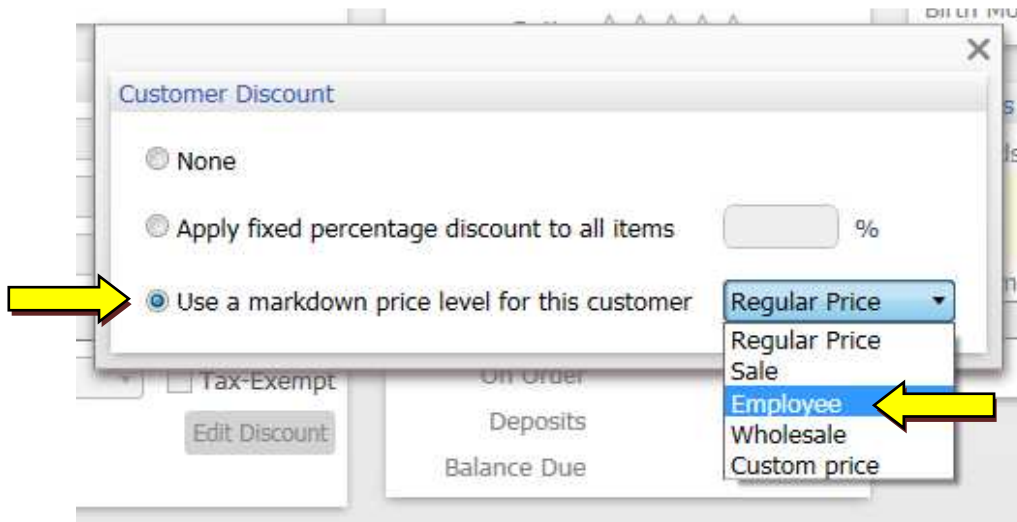 Customer Discount
None
Apply fixed percentage discount to all items %
Use a markdown price level for this customer Regular Price
Regular Price
Sale
Employee
Wholesale
Custom price
Tax-Exempt
On Order
Edit Discount
Deposits
Balance Due